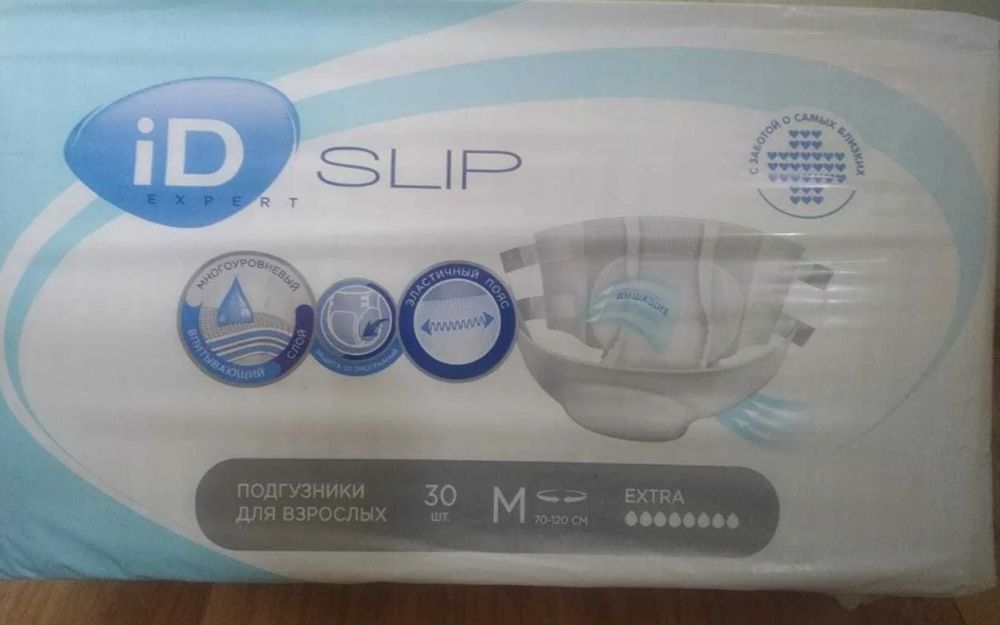 iD
EXPERT
SLIP
С ЗАБОТОЙ О САМЫХ БЛИЗКИХ
МНОГОУРОВНЕВЫЙ
ВПИТЫВАЮЩИЙ СЛОЙ
ЗАЩИТА ОТ ПРОТЕКАНИЙ
ЭЛАСТИЧНЫЙ ПОЯС
ДЫШАЩИЕ
ПОДГУЗНИКИ
ДЛЯ ВЗРОСЛЫХ
30
ШТ.
M
70-120 СМ
EXTRA